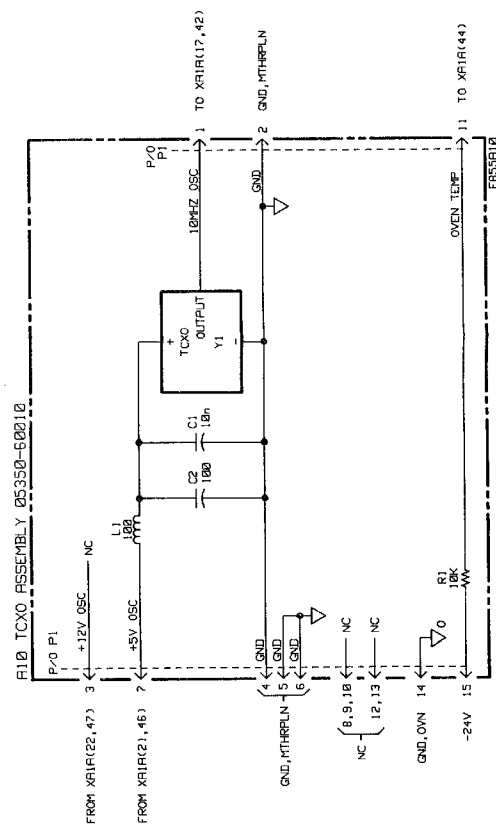 A10 TCXO ASSEMBLY 05350-60010
P/O P1
P/O
P1
FROM XA1A(22,47) 3 +12V OSC NC
FROM XA1A(21,46) 7 +5V OSC
L1
100
C2
100
C1
10n
+
TCXO
OUTPUT
Y1
-
10MHZ OSC 1 TO XA1A(17,42)
GND 2 GND,MTHRPLN
4 GND
5 GND
6 GND
GND,MTHRPLN
8,9,10 NC
12,13 NC
NC
GND,OVN 14 0
-24V 15
R1
10K
OVEN TEMP 11 TO XA1A(44)